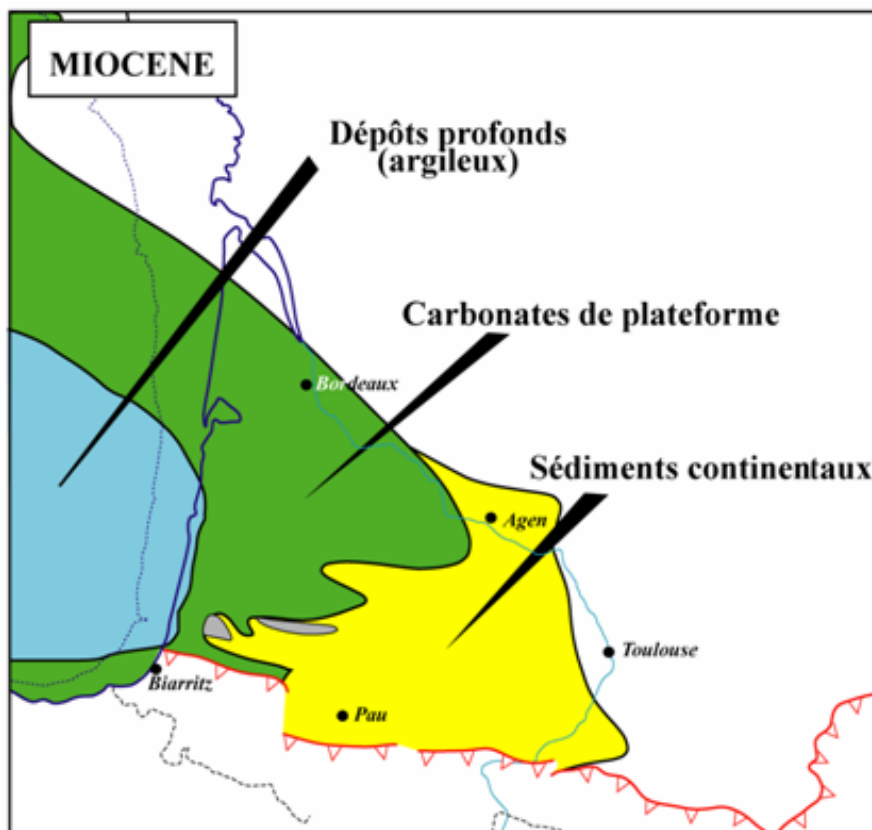 MIOCENE
Dépôts profonds
(argileux)
Carbonates de plateforme
Bordeaux
Sédiments continentaux
Agen
Toulouse
Biarritz
Pau